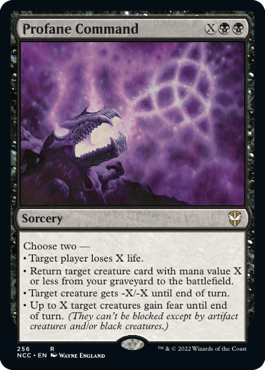 Profane Command X
Sorcery
Choose two —
• Target player loses X life.
• Return target creature card with mana value X
or less from your graveyard to the battlefield.
• Target creature gets -X/-X until end of turn.
• Up to X target creatures gain fear until end
of turn. (They can't be blocked except by artifact
creatures and/or black creatures.)
256 R
NCC • EN Wayne England
™ & © 2022 Wizards of the Coast